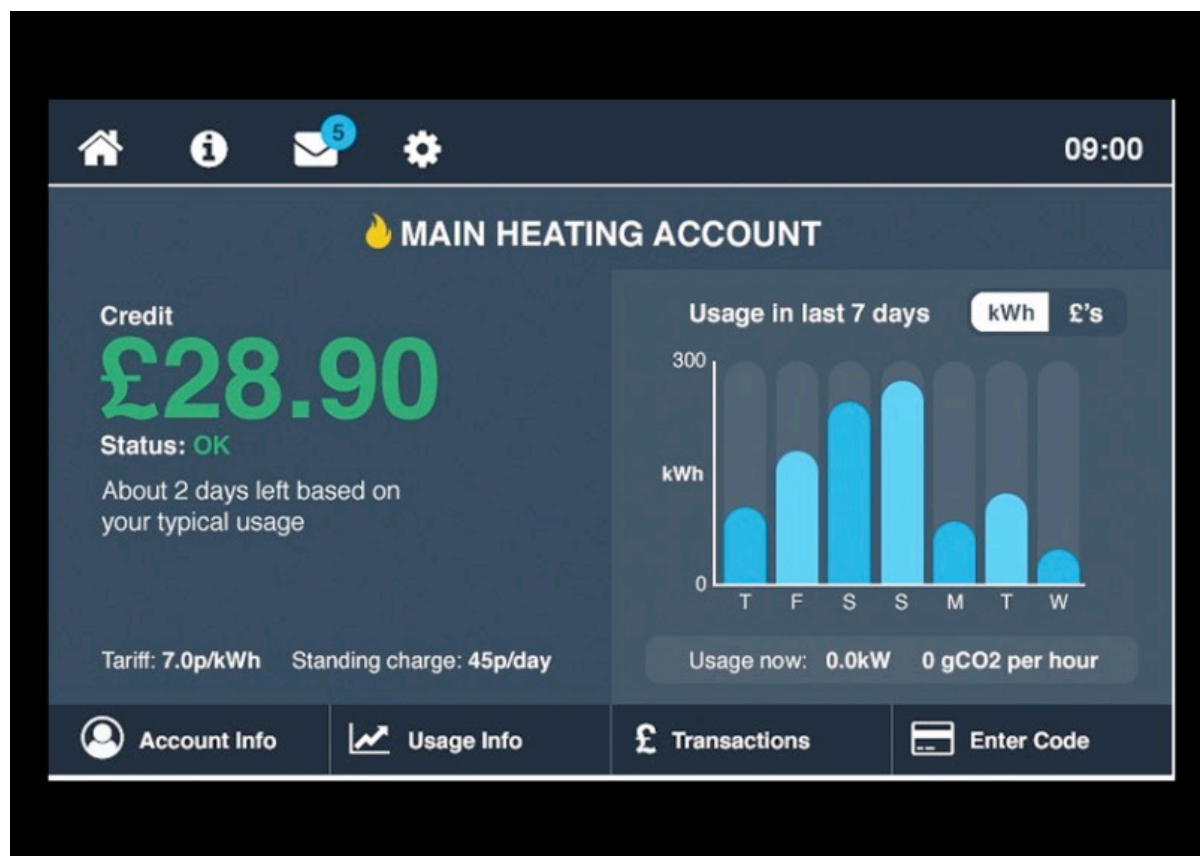 5
09:00
MAIN HEATING ACCOUNT
Credit
£28.90
Status: OK
About 2 days left based on
your typical usage
Tariff: 7.0p/kWh Standing charge: 45p/day
Usage in last 7 days kWh £'s
300
kWh
0
T F S S M T W
Usage now: 0.0kW 0 gCO2 per hour
Account Info Usage Info £ Transactions Enter Code